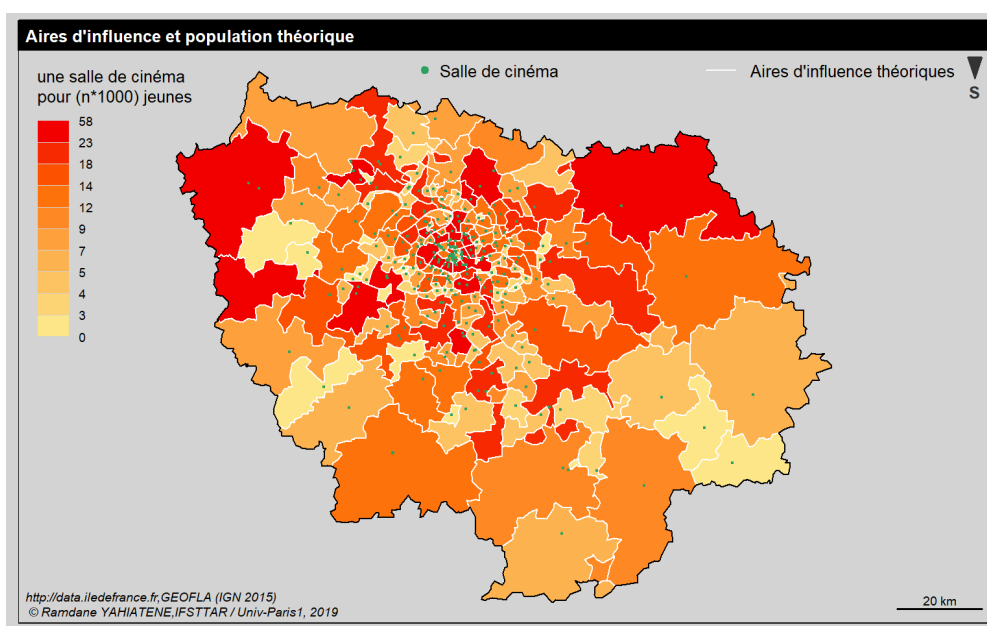 Aires d'influence et population théorique
une salle de cinéma
pour (n*1000) jeunes
Salle de cinéma
Aires d'influence théoriques
S
58
23
18
14
12
9
7
5
4
3
0
http://data.iledefrance.fr,GEOFLA (IGN 2015)
© Ramdane YAHIATENE,IFSTTAR / Univ-Paris1, 2019
20 km